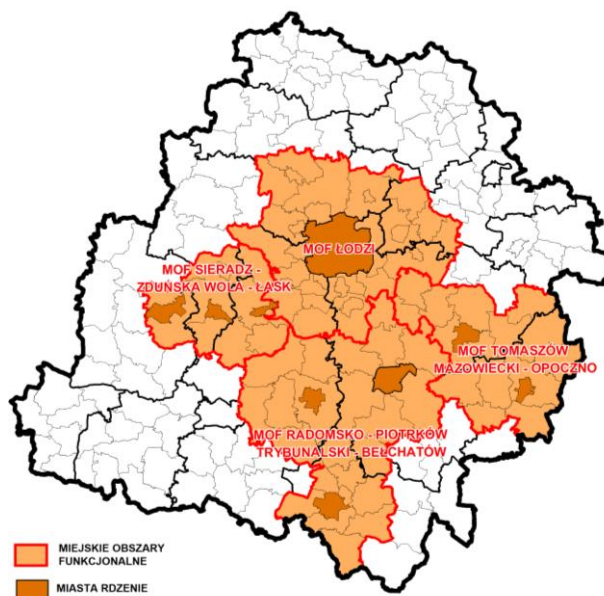 MOF ŁODZI
MOF SIERADZ -
ZDUŃSKA WOLA - ŁASK
MOF TOMASZÓW
MAZOWIECKI - OPOCZNO
MOF RADOMSKO - PIOTRKÓW
TRYBUNALSKI - BEŁCHATÓW
MIEJSKIE OBSZARY
FUNKCJONALNE
MIASTA RDZENIE